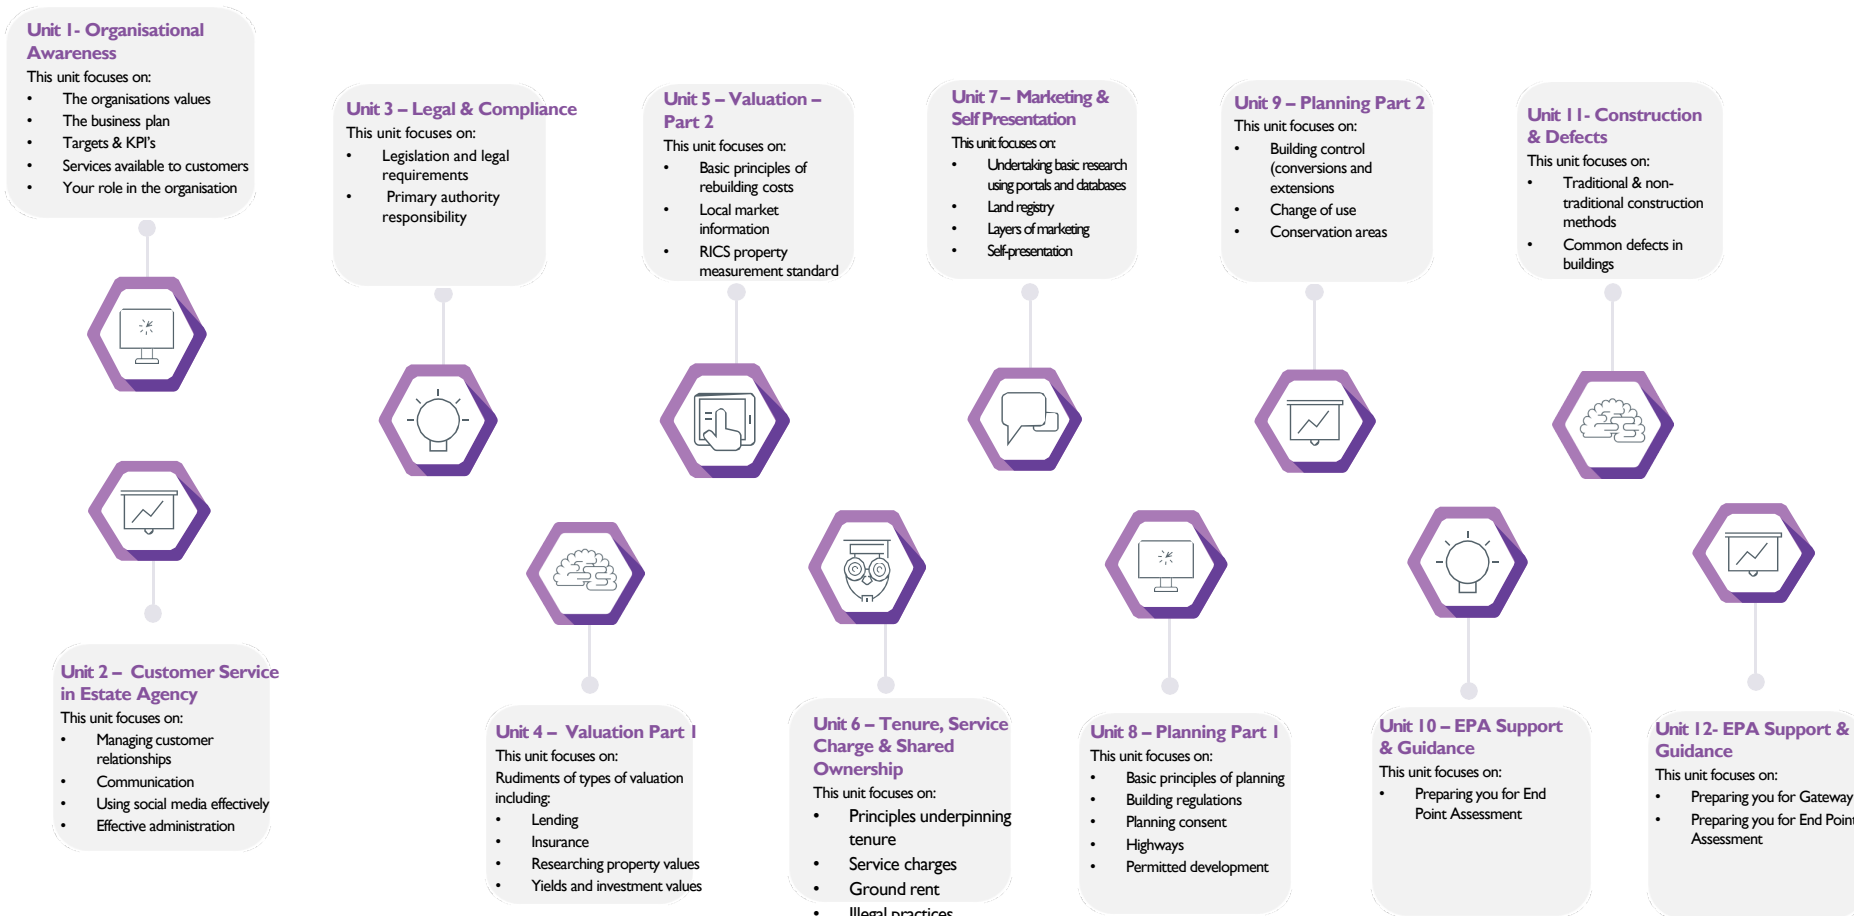 Unit 1- Organisational
Awareness
This unit focuses on:
• The organisations values
• The business plan
• Targets & KPI's
• Services available to customers
• Your role in the organisation
Unit 2 – Customer Service
in Estate Agency
This unit focuses on:
• Managing customer
relationships
• Communication
• Using social media effectively
• Effective administration
Unit 3 – Legal & Compliance
This unit focuses on:
• Legislation and legal
requirements
• Primary authority
responsibility
Unit 4 – Valuation Part 1
This unit focuses on:
Rudiments of types of valuation
including:
• Lending
• Insurance
• Researching property values
• Yields and investment values
Unit 5 – Valuation –
Part 2
This unit focuses on:
• Basic principles of
rebuilding costs
• Local market
information
• RICS property
measurement standard
Unit 6 – Tenure, Service
Charge & Shared
Ownership
This unit focuses on:
• Principles underpinning
tenure
• Service charges
• Ground rent
• Illegal practices
Unit 7 – Marketing &
Self Presentation
This unit focuses on:
• Undertaking basic research
using portals and databases
• Land registry
• Layers of marketing
• Self-presentation
Unit 8 – Planning Part 1
This unit focuses on:
• Basic principles of planning
• Building regulations
• Planning consent
• Highways
• Permitted development
Unit 9 – Planning Part 2
This unit focuses on:
• Building control
(conversions and
extensions
• Change of use
• Conservation areas
Unit 10 – EPA Support
& Guidance
This unit focuses on:
• Preparing you for End
Point Assessment
Unit 11- Construction
& Defects
This unit focuses on:
• Traditional & non-
traditional construction
methods
• Common defects in
buildings
Unit 12- EPA Support &
Guidance
This unit focuses on:
• Preparing you for Gateway
• Preparing you for End Point
Assessment